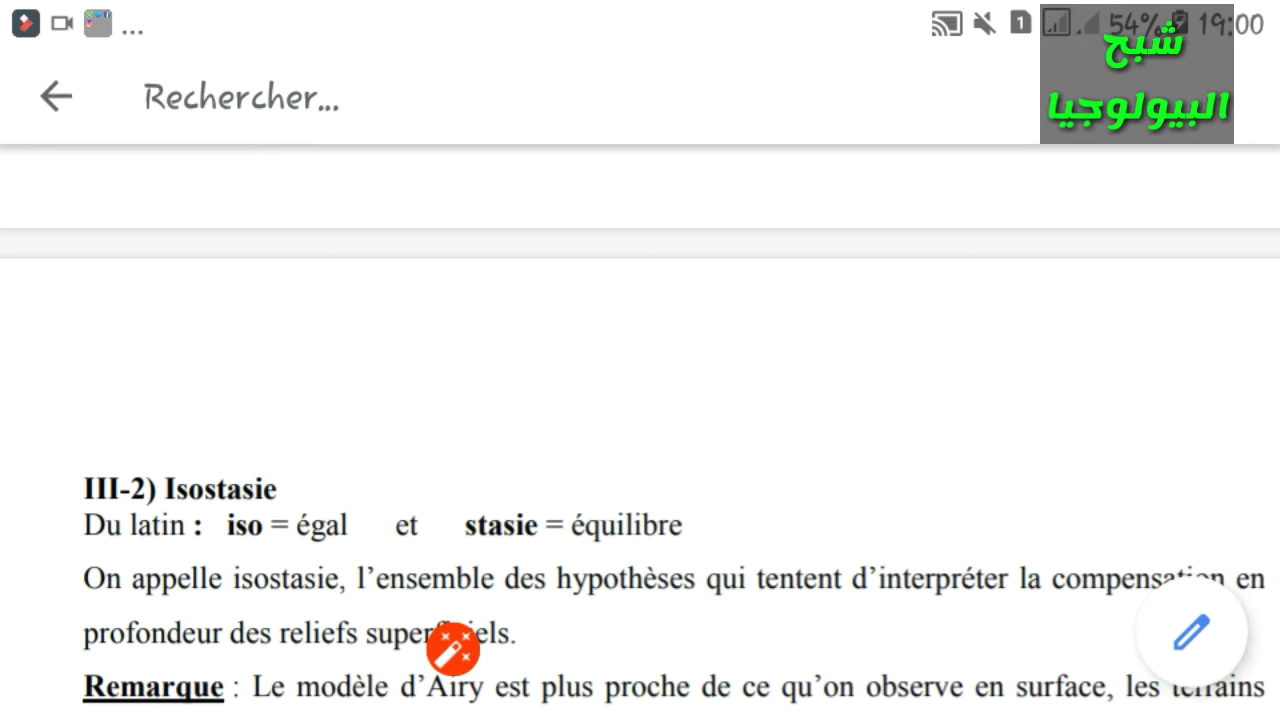 ... 1 54% 19:00
شبح
البيولوجيا
Rechercher...
III-2) Isostasie
Du latin : iso = égal et stasie = équilibre
On appelle isostasie, l’ensemble des hypothèses qui tentent d’interpréter la compensation en
profondeur des reliefs superficiels.
Remarque : Le modèle d’Airy est plus proche de ce qu’on observe en surface, les terrains